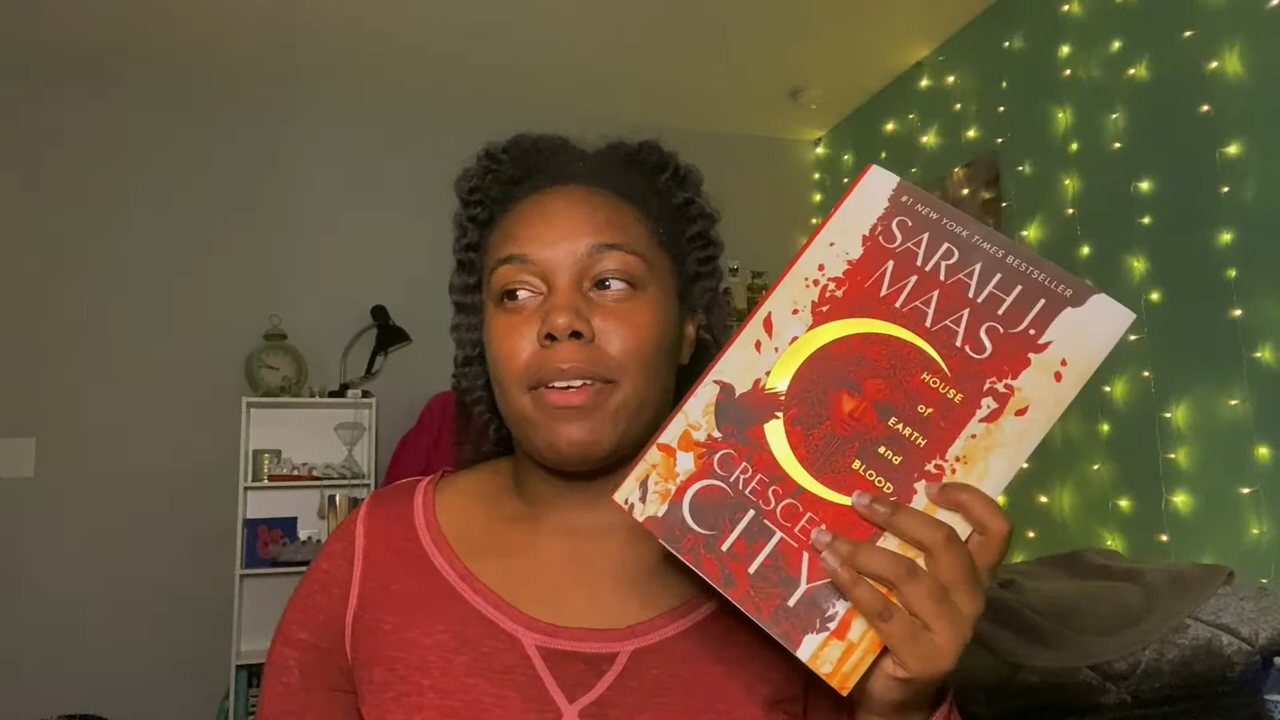 #1 NEW YORK TIMES BESTSELLER
SARAH J.
MAAS
HOUSE
of
EARTH
and
BLOOD
CRESCE
CITY